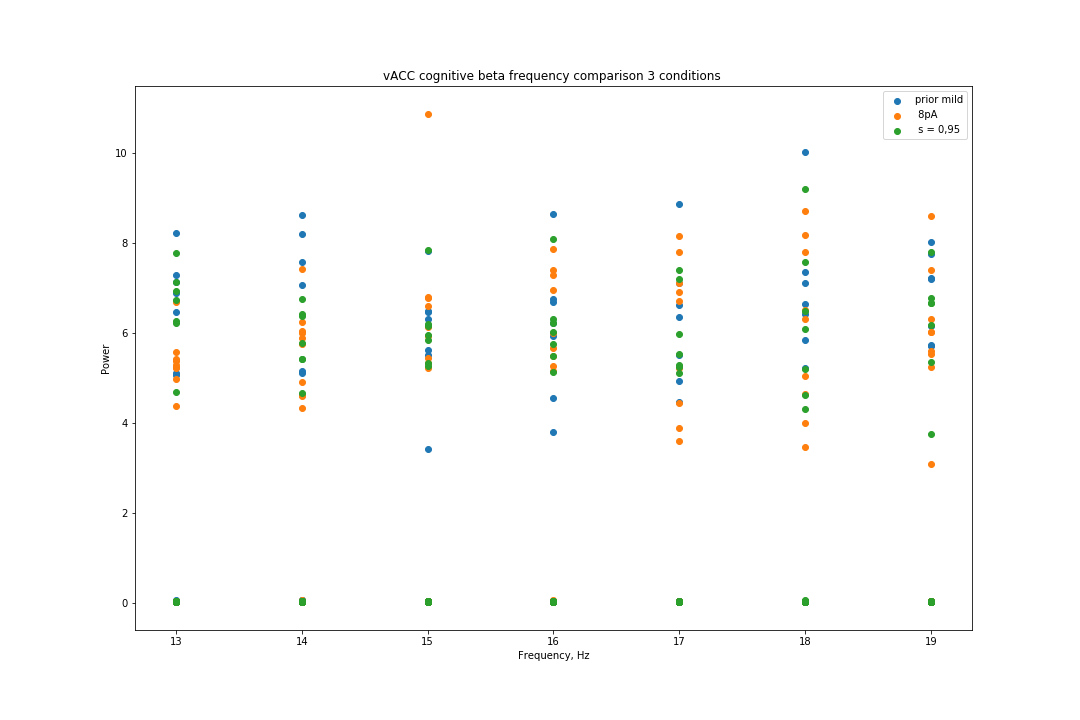 vACC cognitive beta frequency comparison 3 conditions
prior mild
8pA
s = 0,95
10
8
6
4
2
0
Power
13 14 15 16 17 18 19
Frequency, Hz